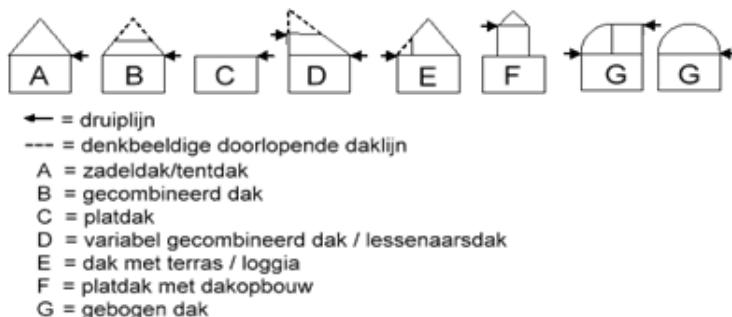 A B C D E F G G
= druiplijn
= denkbeeldige doorlopende daklijn
A = zadeldak/tentdak
B = gecombineerd dak
C = platdak
D = variabel gecombineerd dak / lessenaarsdak
E = dak met terras / loggia
F = platdak met dakopbouw
G = gebogen dak